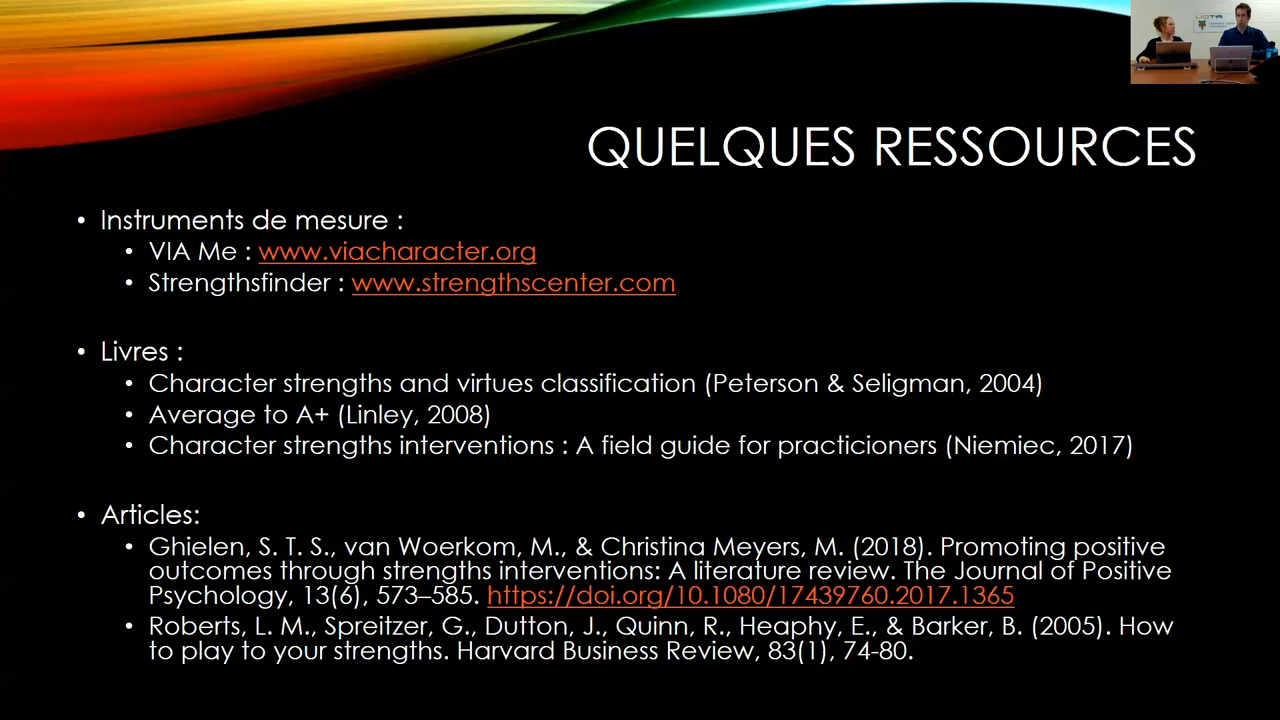 QUELQUES RESSOURCES
• Instruments de mesure :
• VIA Me : www.viacharacter.org
• Strengthsfinder : www.strengthscenter.com
• Livres :
• Character strengths and virtues classification (Peterson & Seligman, 2004)
• Average to A+ (Linley, 2008)
• Character strengths interventions : A field guide for practicioners (Niemiec, 2017)
• Articles:
• Ghielen, S. T. S., van Woerkom, M., & Christina Meyers, M. (2018). Promoting positive
outcomes through strengths interventions: A literature review. The Journal of Positive
Psychology, 13(6), 573–585. https://doi.org/10.1080/17439760.2017.1365
• Roberts, L. M., Spreitzer, G., Dutton, J., Quinn, R., Heaphy, E., & Barker, B. (2005). How
to play to your strengths. Harvard Business Review, 83(1), 74-80.